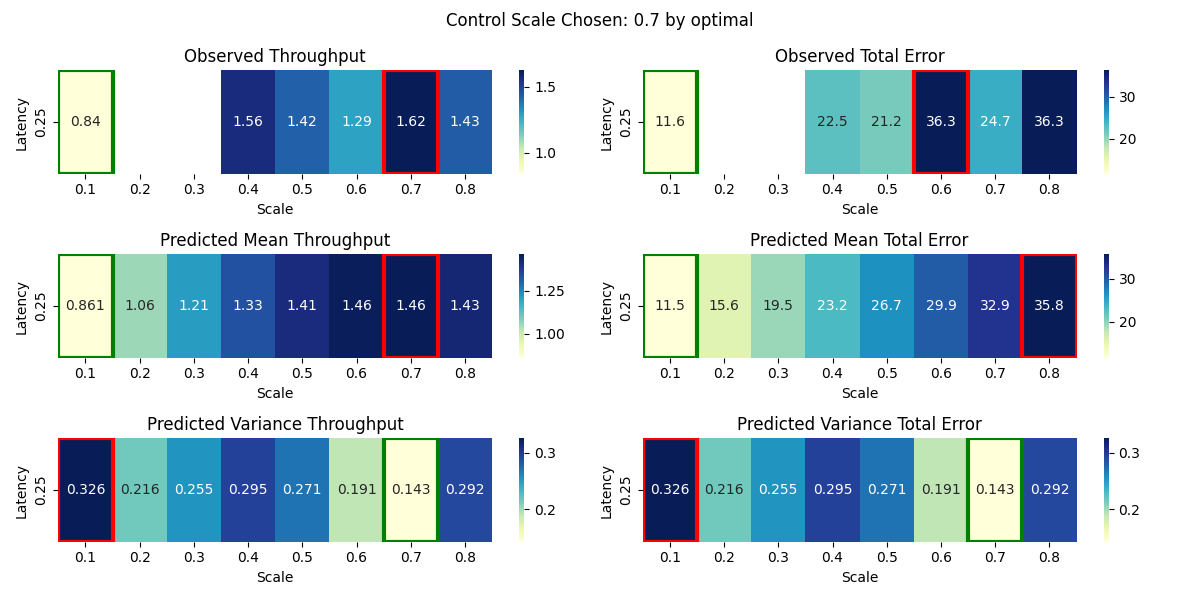 Control Scale Chosen: 0.7 by optimal
Observed Throughput
Latency
0.25
0.84 1.56 1.42 1.29 1.62 1.43
0.1 0.2 0.3 0.4 0.5 0.6 0.7 0.8
Scale
1.5
1.0
Observed Total Error
Latency
0.25
11.6 22.5 21.2 36.3 24.7 36.3
0.1 0.2 0.3 0.4 0.5 0.6 0.7 0.8
Scale
30
20
Predicted Mean Throughput
Latency
0.25
0.861 1.06 1.21 1.33 1.41 1.46 1.46 1.43
0.1 0.2 0.3 0.4 0.5 0.6 0.7 0.8
Scale
1.25
1.00
Predicted Mean Total Error
Latency
0.25
11.5 15.6 19.5 23.2 26.7 29.9 32.9 35.8
0.1 0.2 0.3 0.4 0.5 0.6 0.7 0.8
Scale
30
20
Predicted Variance Throughput
Latency
0.25
0.326 0.216 0.255 0.295 0.271 0.191 0.143 0.292
0.1 0.2 0.3 0.4 0.5 0.6 0.7 0.8
Scale
0.3
0.2
Predicted Variance Total Error
Latency
0.25
0.326 0.216 0.255 0.295 0.271 0.191 0.143 0.292
0.1 0.2 0.3 0.4 0.5 0.6 0.7 0.8
Scale
0.3
0.2